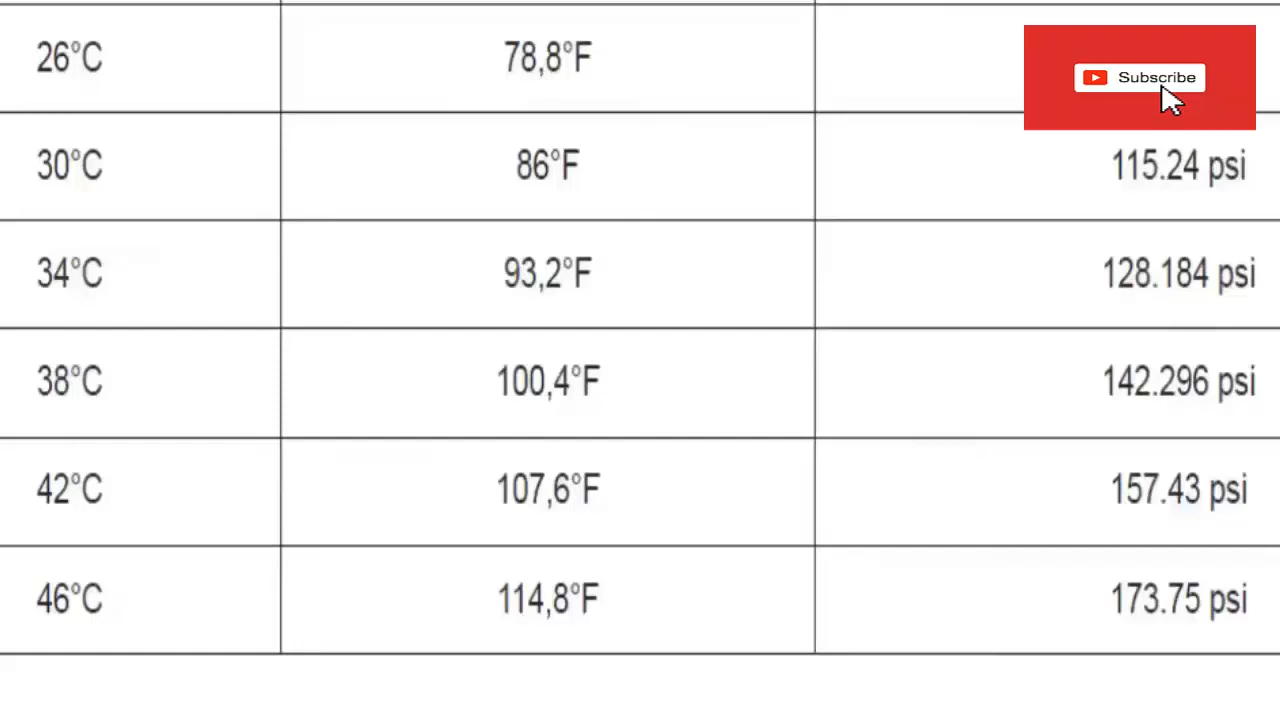 26°C 78,8°F
Subscribe
30°C 86°F 115.24 psi
34°C 93,2°F 128.184 psi
38°C 100,4°F 142.296 psi
42°C 107,6°F 157.43 psi
46°C 114,8°F 173.75 psi